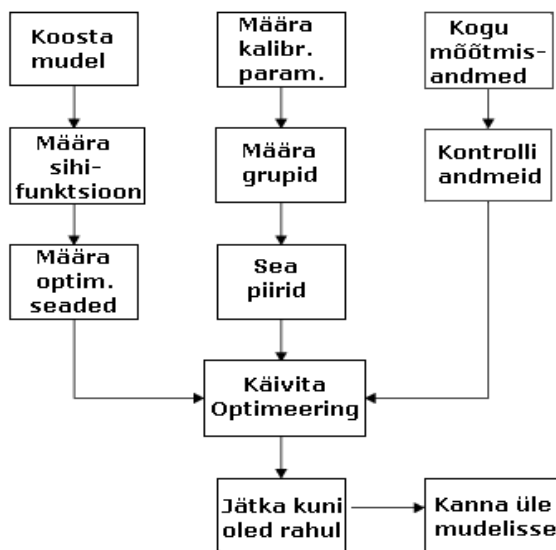 Koosta
mudel
Määra
kalibr.
param.
Kogu
mõõtmis-
andmed
Määra
sihi-
funktsioon
Määra
grupid
Kontrolli
andmeid
Määra
optim.
seaded
Sea
piirid
Käivita
Optimeering
Jätka kuni
oled rahul
Kanna üle
mudelisse